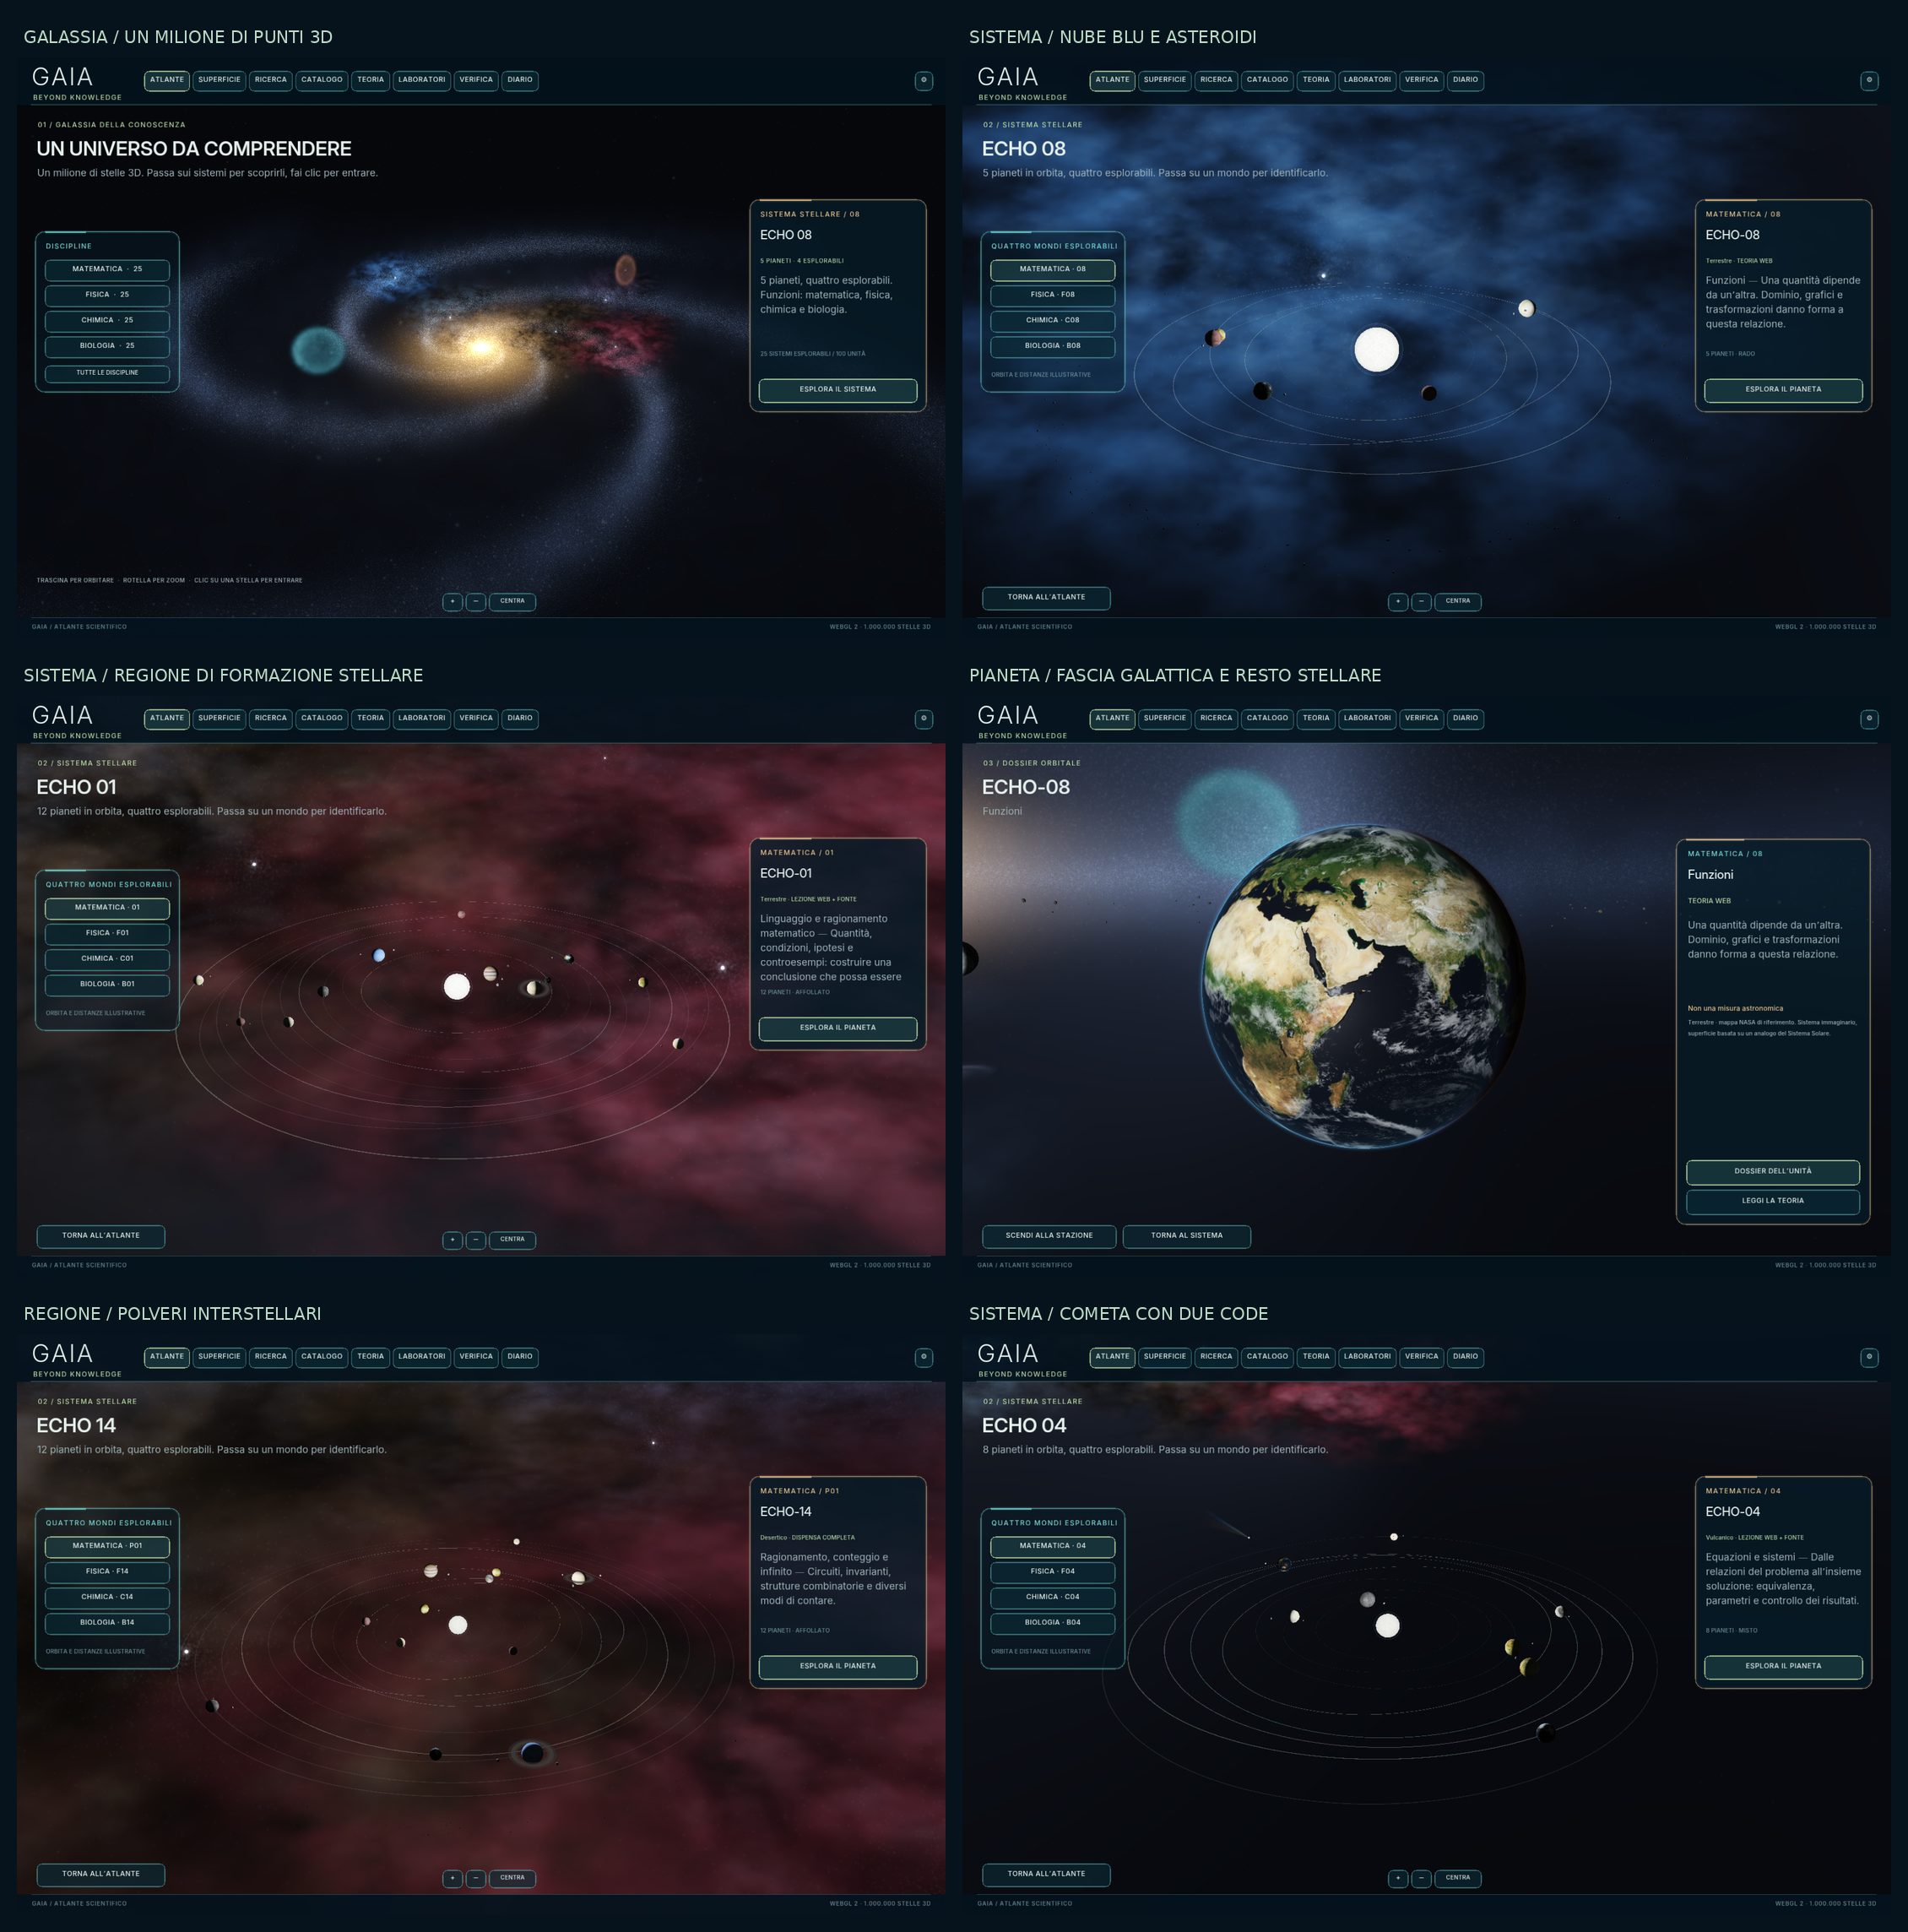 GALASSIA / UN MILIONE DI PUNTI 3D
GAIA
BEYOND KNOWLEDGE
ATLANTE
SUPERFICIE
RICERCA
CATALOGO
TEORIA
LABORATORI
VERIFICA
DIARIO
01 / GALASSIA DELLA CONOSCENZA
UN UNIVERSO DA COMPRENDERE
Un milione di stelle 3D. Passa sui sistemi per scoprirli, fai clic per entrare.
DISCIPLINE
MATEMATICA · 25
FISICA · 25
CHIMICA · 25
BIOLOGIA · 25
TUTTE LE DISCIPLINE
SISTEMA STELLARE / 08
ECHO 08
5 PIANETI · 4 ESPLORABILI
5 pianeti, quattro esplorabili.
Funzioni: matematica, fisica,
chimica e biologia.
25 SISTEMI ESPLORABILI / 100 UNITÀ
ESPLORA IL SISTEMA
TRASCINA PER ORBITARE · ROTELLA PER ZOOM · CLIC SU UNA STELLA PER ENTRARE
+
−
CENTRA
GAIA / ATLANTE SCIENTIFICO
WEBGL 2 · 1.000.000 STELLE 3D
SISTEMA / NUBE BLU E ASTEROIDI
GAIA
BEYOND KNOWLEDGE
ATLANTE
SUPERFICIE
RICERCA
CATALOGO
TEORIA
LABORATORI
VERIFICA
DIARIO
02 / SISTEMA STELLARE
ECHO 08
5 pianeti in orbita, quattro esplorabili. Passa su un mondo per identificarlo.
QUATTRO MONDI ESPLORABILI
MATEMATICA · 08
FISICA · F08
CHIMICA · C08
BIOLOGIA · B08
ORBITA E DISTANZE ILLUSTRATIVE
MATEMATICA / 08
ECHO-08
Terrestre · TEORIA WEB
Funzioni — Una quantità dipende
da un'altra. Dominio, grafici e
trasformazioni danno forma a
questa relazione.
5 PIANETI · RADO
ESPLORA IL PIANETA
TORNA ALL'ATLANTE
+
−
CENTRA
GAIA / ATLANTE SCIENTIFICO
WEBGL 2 · 1.000.000 STELLE 3D
SISTEMA / REGIONE DI FORMAZIONE STELLARE
GAIA
BEYOND KNOWLEDGE
ATLANTE
SUPERFICIE
RICERCA
CATALOGO
TEORIA
LABORATORI
VERIFICA
DIARIO
02 / SISTEMA STELLARE
ECHO 01
12 pianeti in orbita, quattro esplorabili. Passa su un mondo per identificarlo.
QUATTRO MONDI ESPLORABILI
MATEMATICA · 01
FISICA · F01
CHIMICA · C01
BIOLOGIA · B01
ORBITA E DISTANZE ILLUSTRATIVE
MATEMATICA / 01
ECHO-01
Terrestre · LEZIONE WEB + FONTE
Linguaggio e ragionamento
matematico — Quantità,
condizioni, ipotesi e
controesempi: costruire una
conclusione che possa essere
12 PIANETI · AFFOLLATO
ESPLORA IL PIANETA
TORNA ALL'ATLANTE
+
−
CENTRA
GAIA / ATLANTE SCIENTIFICO
WEBGL 2 · 1.000.000 STELLE 3D
PIANETA / FASCIA GALATTICA E RESTO STELLARE
GAIA
BEYOND KNOWLEDGE
ATLANTE
SUPERFICIE
RICERCA
CATALOGO
TEORIA
LABORATORI
VERIFICA
DIARIO
03 / DOSSIER ORBITALE
ECHO-08
Funzioni
MATEMATICA / 08
Funzioni
TEORIA WEB
Una quantità dipende da un'altra.
Dominio, grafici e trasformazioni
danno forma a questa relazione.
Non una misura astronomica
Terrestre · mappa NASA di riferimento. Sistema immaginario,
superficie basata su un analogo del Sistema Solare.
DOSSIER DELL'UNITÀ
LEGGI LA TEORIA
SCENDI ALLA STAZIONE
TORNA AL SISTEMA
GAIA / ATLANTE SCIENTIFICO
WEBGL 2 · 1.000.000 STELLE 3D
REGIONE / POLVERI INTERSTELLARI
GAIA
BEYOND KNOWLEDGE
ATLANTE
SUPERFICIE
RICERCA
CATALOGO
TEORIA
LABORATORI
VERIFICA
DIARIO
02 / SISTEMA STELLARE
ECHO 14
12 pianeti in orbita, quattro esplorabili. Passa su un mondo per identificarlo.
QUATTRO MONDI ESPLORABILI
MATEMATICA · P01
FISICA · F14
CHIMICA · C14
BIOLOGIA · B14
ORBITA E DISTANZE ILLUSTRATIVE
MATEMATICA / P01
ECHO-14
Desertico · DISPENSA COMPLETA
Ragionamento, conteggio e
infinito — Circuiti, invarianti,
strutture combinatorie e diversi
modi di contare.
12 PIANETI · AFFOLLATO
ESPLORA IL PIANETA
TORNA ALL'ATLANTE
+
−
CENTRA
GAIA / ATLANTE SCIENTIFICO
WEBGL 2 · 1.000.000 STELLE 3D
SISTEMA / COMETA CON DUE CODE
GAIA
BEYOND KNOWLEDGE
ATLANTE
SUPERFICIE
RICERCA
CATALOGO
TEORIA
LABORATORI
VERIFICA
DIARIO
02 / SISTEMA STELLARE
ECHO 04
8 pianeti in orbita, quattro esplorabili. Passa su un mondo per identificarlo.
QUATTRO MONDI ESPLORABILI
MATEMATICA · 04
FISICA · F04
CHIMICA · C04
BIOLOGIA · B04
ORBITA E DISTANZE ILLUSTRATIVE
MATEMATICA / 04
ECHO-04
Vulcanico · LEZIONE WEB + FONTE
Equazioni e sistemi — Dalle
relazioni del problema all'insieme
soluzione: equivalenza,
parametri e controllo dei risultati.
8 PIANETI · MISTO
ESPLORA IL PIANETA
TORNA ALL'ATLANTE
+
−
CENTRA
GAIA / ATLANTE SCIENTIFICO
WEBGL 2 · 1.000.000 STELLE 3D